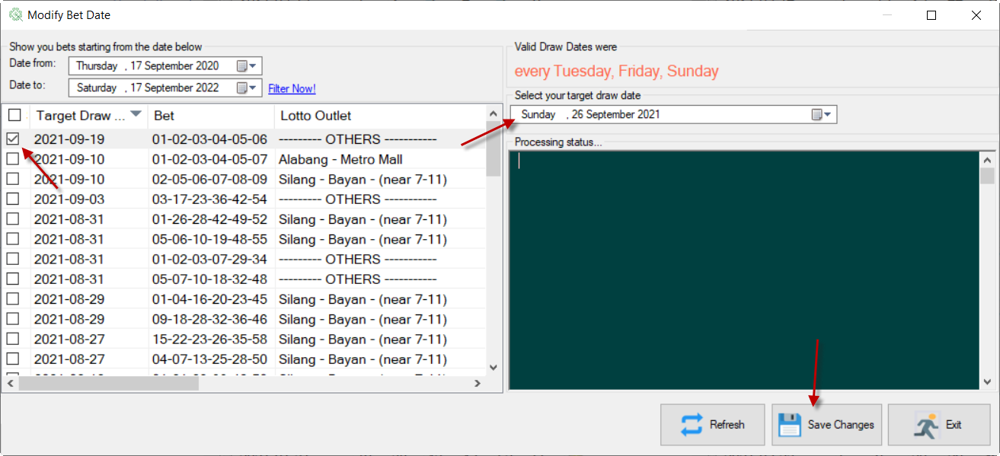 Modify Bet Date
Show you bets starting from the date below
Date from: Thursday , 17 September 2020
Date to: Saturday , 17 September 2022 Filter Now!
Target Draw ... Bet Lotto Outlet
2021-09-19 01-02-03-04-05-06 --------- OTHERS -----------
2021-09-10 01-02-03-04-05-07 Alabang - Metro Mall
2021-09-10 02-05-06-07-08-09 Silang - Bayan - (near 7-11)
2021-09-03 03-17-23-36-42-54 --------- OTHERS -----------
2021-08-31 01-26-28-42-49-52 Silang - Bayan - (near 7-11)
2021-08-31 05-06-10-19-48-55 Silang - Bayan - (near 7-11)
2021-08-31 01-02-03-07-29-34 --------- OTHERS -----------
2021-08-31 05-07-10-18-32-48 --------- OTHERS -----------
2021-08-29 01-04-16-20-23-45 Silang - Bayan - (near 7-11)
2021-08-29 09-18-28-32-36-46 Silang - Bayan - (near 7-11)
2021-08-27 15-22-23-26-35-58 Silang - Bayan - (near 7-11)
2021-08-27 04-07-13-25-28-50 Silang - Bayan - (near 7-11)
Valid Draw Dates were
every Tuesday, Friday, Sunday
Select your target draw date
Sunday , 26 September 2021
Processing status...
Refresh
Save Changes
Exit